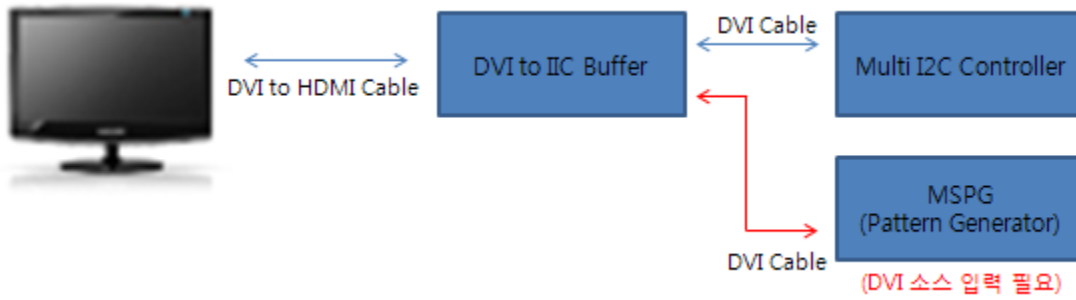 DVI to HDMI Cable
DVI to IIC Buffer
DVI Cable
Multi I2C Controller
DVI Cable
MSPG
(Pattern Generator)
(DVI 소스 입력 필요)